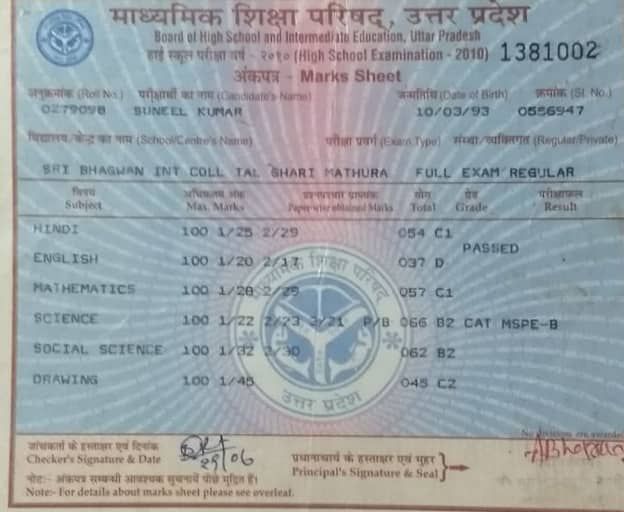 माध्यमिक शिक्षा परिषद्, उत्तर प्रदेश
Board of High School and Intermediate Education, Uttar Pradesh
हाई स्कूल परीक्षा वर्ष - २०१० (High School Examination - 2010) 1381002
अंकपत्र - Marks Sheet
अनुक्रमांक (Roll No.) परीक्षार्थी का नाम (Candidate's Name) जन्मतिथि (Date of Birth) क्रमांक (Sl. No.)
0279098 SUNEEL KUMAR 10/03/93 0556947
विद्यालय/केन्द्र का नाम (School/Centre's Name) परीक्षा प्रवर्ग (Exam Type) संस्था/व्यक्तिगत (Regular/Private)
SRI BHAGWAN INT COLL TAL GHARI MATHURA FULL EXAM REGULAR
विषय अधिकतम अंक प्रश्नपत्रवार प्राप्तांक योग ग्रेड परीक्षाफल
Subject Max. Marks Paper-wise obtained Marks Total Grade Result
HINDI 100 1/25 2/29 054 C1
PASSED
ENGLISH 100 1/20 2/17 037 D
MATHEMATICS 100 1/28 2/29 057 C1
SCIENCE 100 1/22 2/23 2/21 P/B 066 B2 CAT MSPE-B
SOCIAL SCIENCE 100 1/32 2/30 062 B2
DRAWING 100 1/45 045 C2
माध्यमिक शिक्षा परिषद्
उत्तर प्रदेश
No divisions are awarded
जांचकर्ता के हस्ताक्षर एवं दिनांक
29/06
Checker's Signature & Date
प्रधानाचार्य के हस्ताक्षर एवं मुहर
Principal's Signature & Seal
नोट:- अंकपत्र सम्बन्धी आवश्यक सूचनायें पीछे मुद्रित हैं।
Note:- For details about marks sheet please see overleaf.